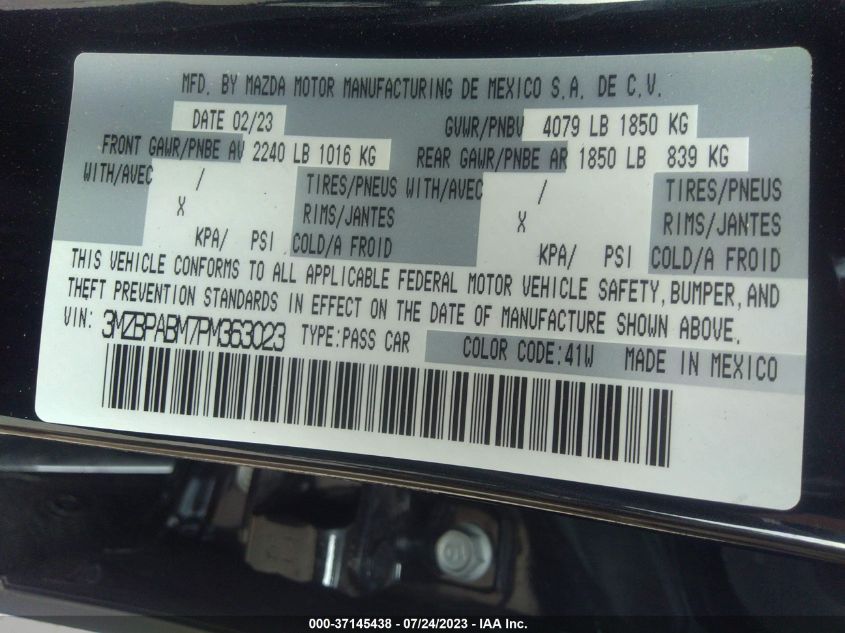 MFD. BY MAZDA MOTOR MANUFACTURING DE MEXICO S.A. DE C.V.
DATE 02/23 GVWR/PNBV 4079 LB 1850 KG
FRONT GAWR/PNBE AV 2240 LB 1016 KG REAR GAWR/PNBE AR 1850 LB 839 KG
WITH/AVEC / TIRES/PNEUS WITH/AVEC / TIRES/PNEUS
X RIMS/JANTES X RIMS/JANTES
KPA/ PSI COLD/A FROID KPA/ PSI COLD/A FROID
THIS VEHICLE CONFORMS TO ALL APPLICABLE FEDERAL MOTOR VEHICLE SAFETY, BUMPER, AND
THEFT PREVENTION STANDARDS IN EFFECT ON THE DATE OF MANUFACTURE SHOWN ABOVE.
VIN: 3MZBPABM7PM363023 TYPE:PASS CAR COLOR CODE:41W MADE IN MEXICO
000-37145438 - 07/24/2023 - IAA Inc.